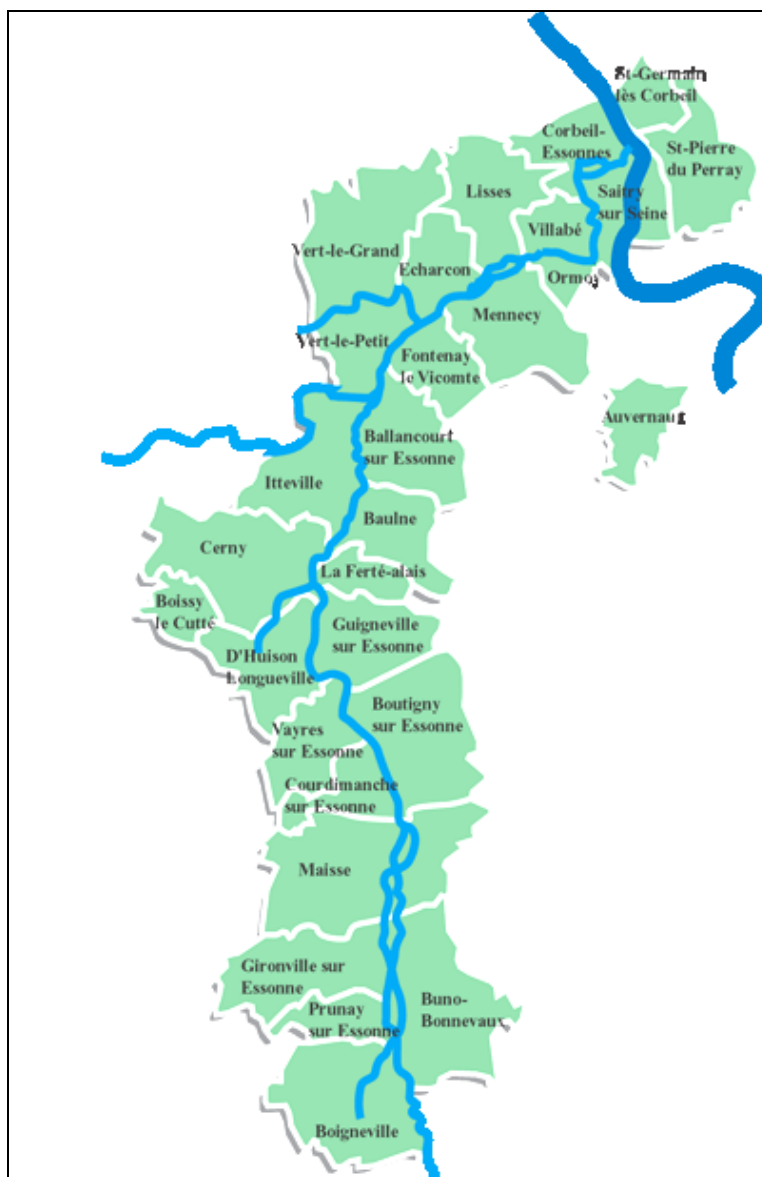 St-Germain
lès Corbeil
Corbeil-
Essonnes
St-Pierre
du Perray
Lisses
Saitry
sur Seine
Villabé
Vert-le-Grand
Echarcon
Ormoy
Mennecy
Vert-le-Petit
Fontenay
le Vicomte
Auvernaux
Ballancourt
sur Essonne
Itteville
Baulne
Cerny
La Ferté-alais
Boissy
le Cutté
Guigneville
sur Essonne
D'Huison
Longueville
Boutigny
sur Essonne
Vayres
sur Essonne
Courdimanche
sur Essonne
Maisse
Gironville sur
Essonne
Buno-
Bonnevaux
Prunay
sur Essonne
Boigneville